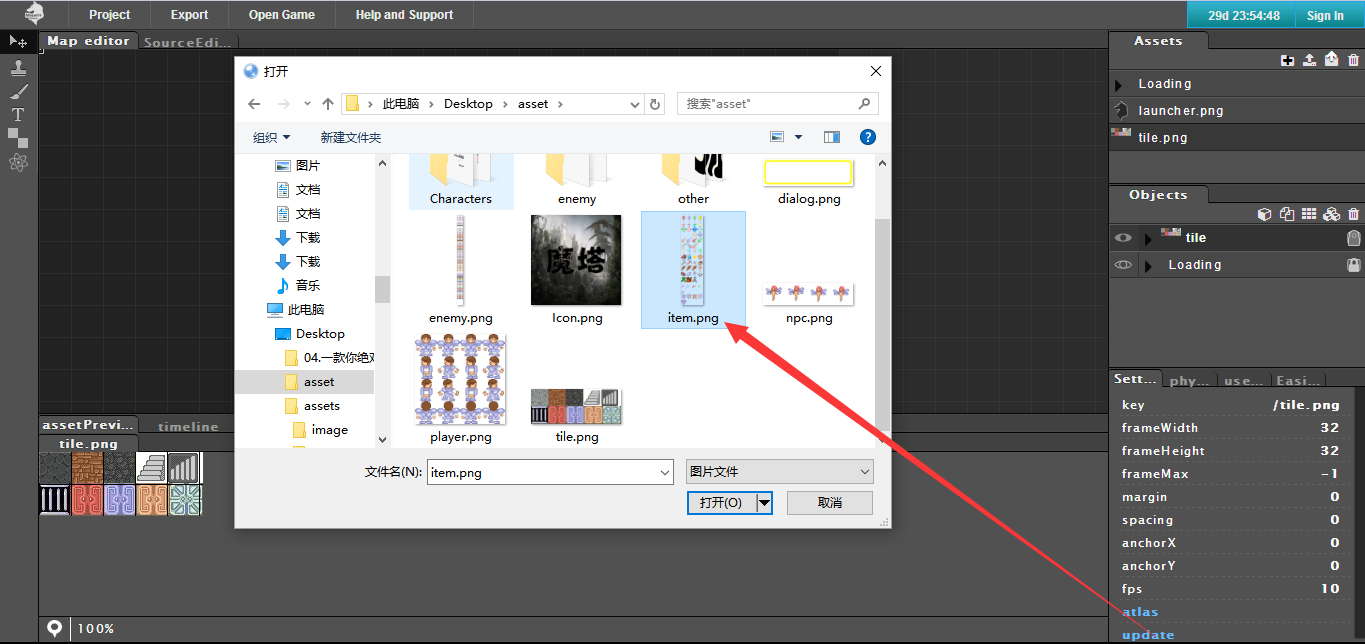 Project Export Open Game Help and Support 29d 23:54:48 Sign In
Map editor SourceEdi...
Assets
Loading
launcher.png
tile.png
Objects
tile
Loading
Sett... phy... use... Easi...
key /tile.png
frameWidth 32
frameHeight 32
frameMax -1
margin 0
spacing 0
anchorX 0
anchorY 0
fps 10
atlas
update
打开
此电脑 Desktop asset
搜索"asset"
组织 新建文件夹
图片
文档
文档
下载
下载
音乐
此电脑
Desktop
asset
assets
image
Characters enemy other dialog.png
魔塔
enemy.png Icon.png item.png npc.png
player.png tile.png
文件名(N): item.png 图片文件
打开(O) 取消
assetPrevi... timeline
tile.png
100%